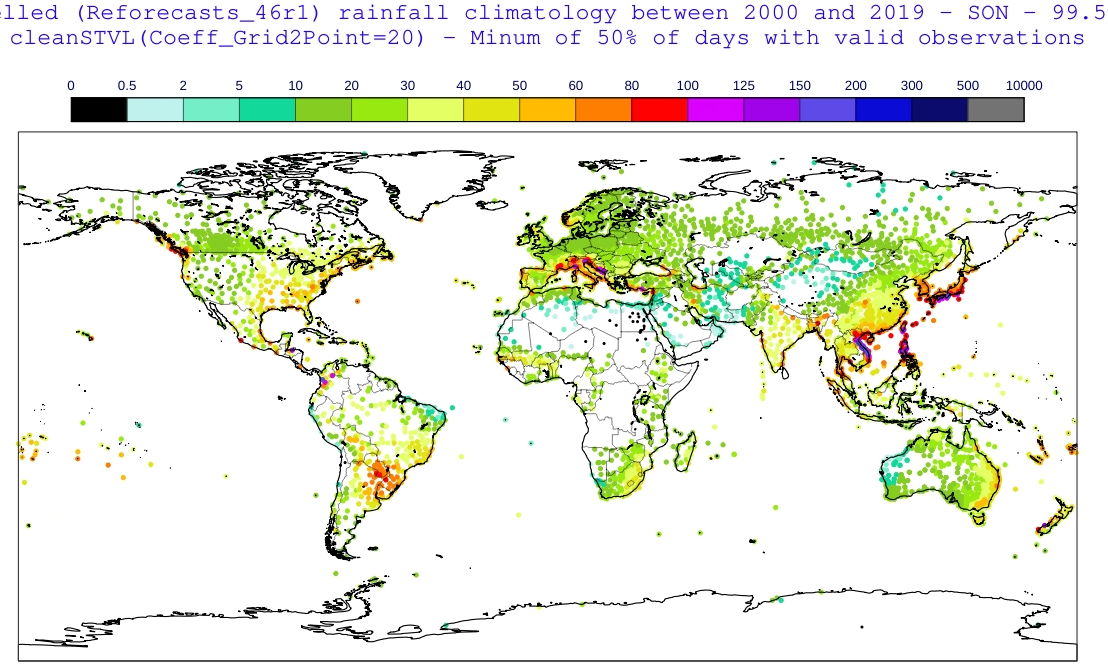 elled (Reforecasts_46r1) rainfall climatology between 2000 and 2019 - SON - 99.5
cleanSTVL(Coeff_Grid2Point=20) - Minum of 50% of days with valid observations
0 0.5 2 5 10 20 30 40 50 60 80 100 125 150 200 300 500 10000